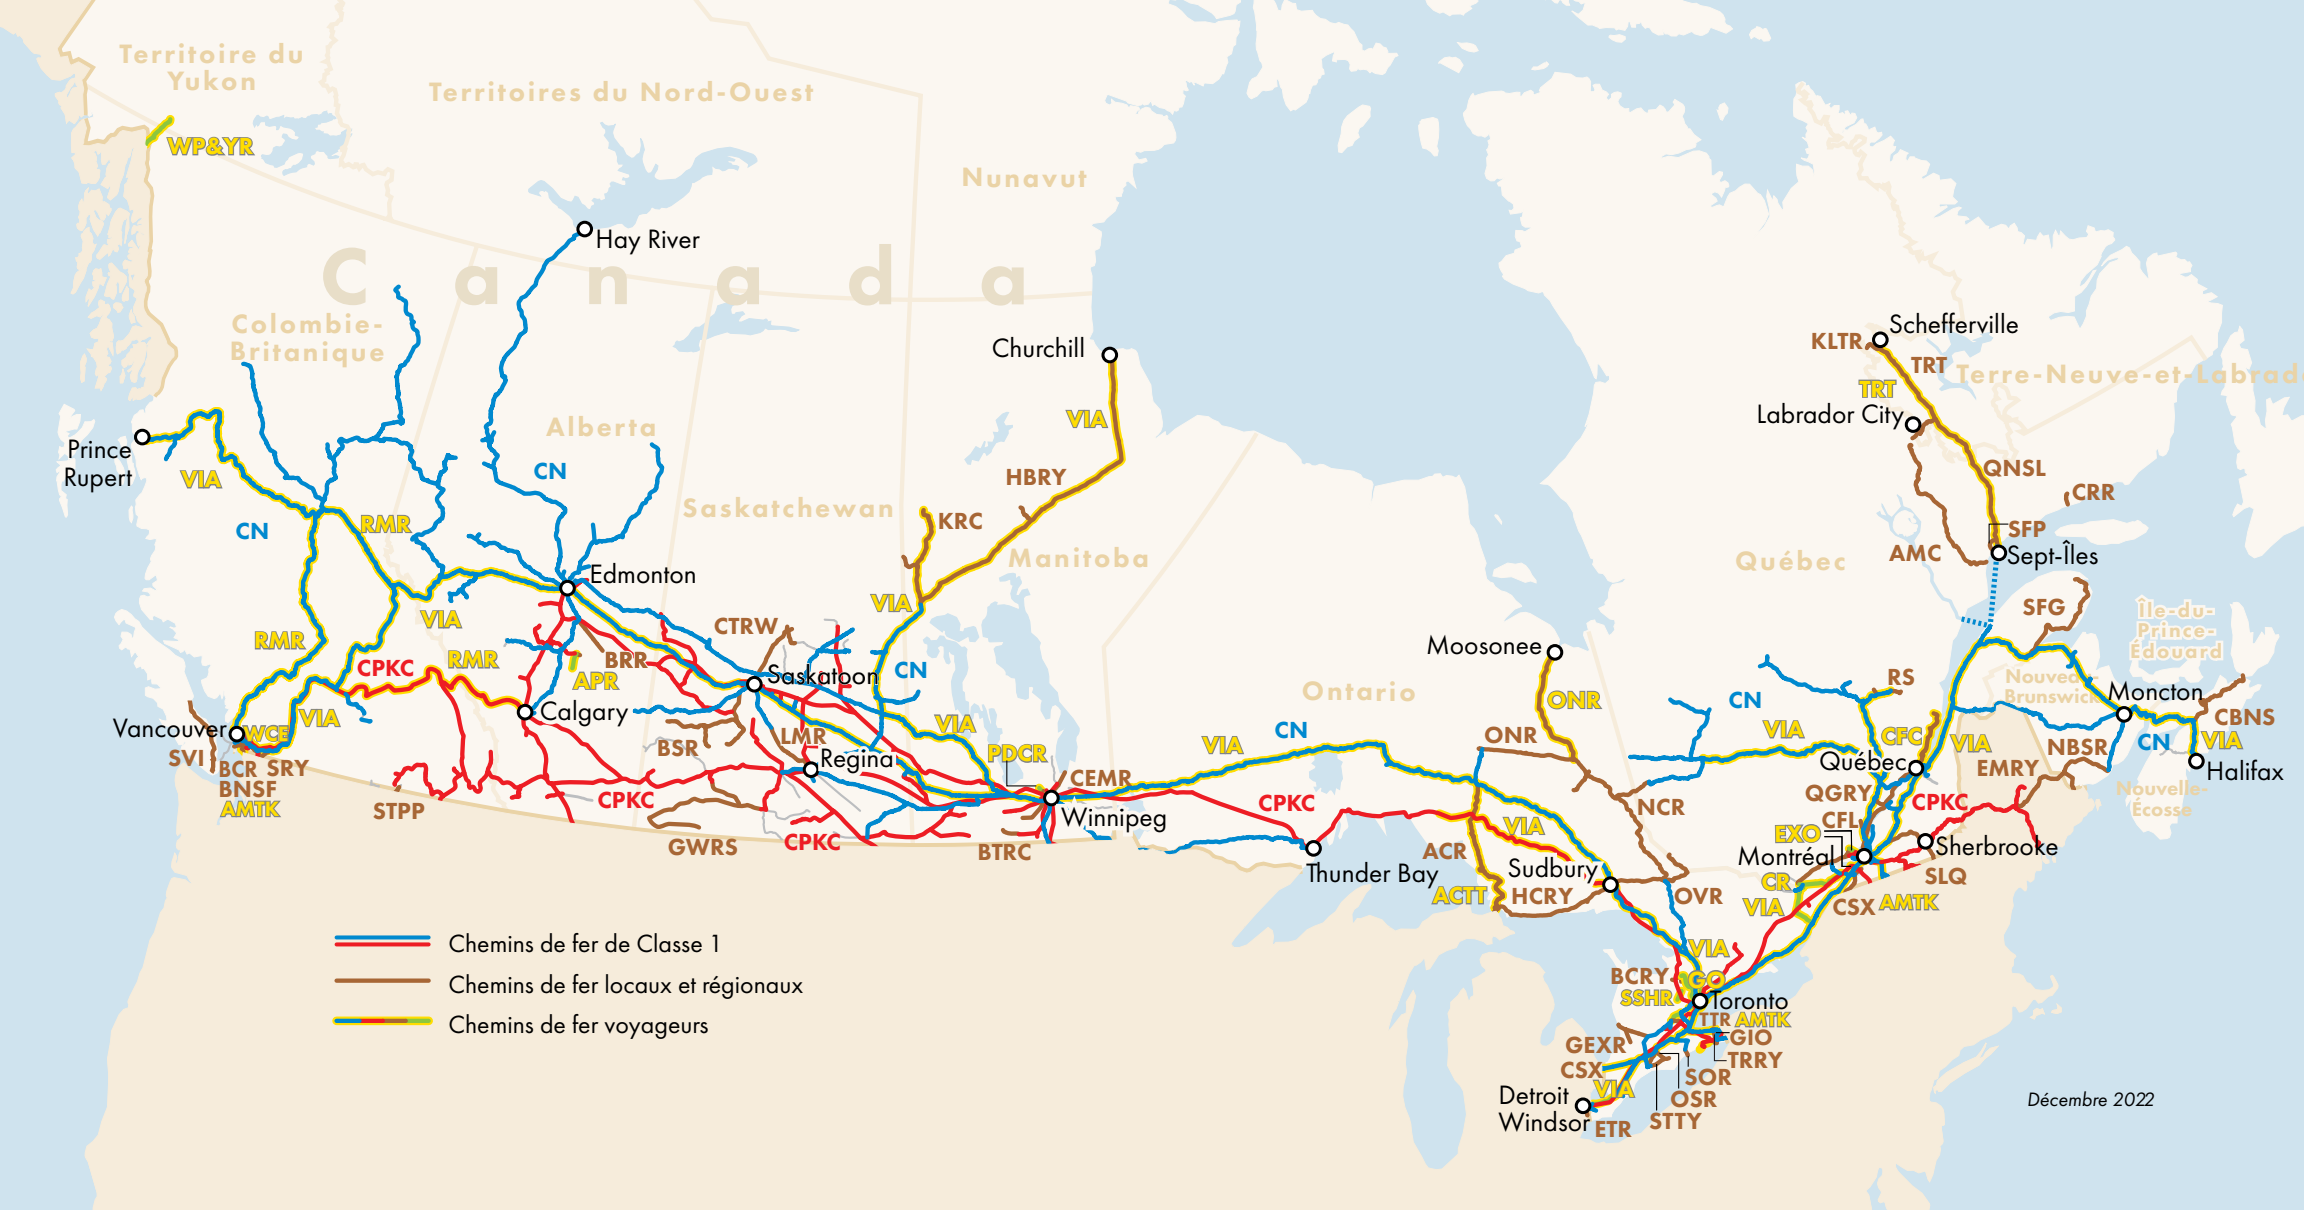 Territoire du
Yukon
Territoires du Nord-Ouest
WP&YR
Nunavut
Hay River
Canada
Colombie-
Britanique
Churchill
Schefferville
KLTR
TRT
TRT
Terre-Neuve-et-Labrad
Labrador City
Alberta
VIA
Prince
Rupert
VIA
CN
HBRY
QNSL
CRR
Saskatchewan
KRC
CN
RMR
SFP
Manitoba
Québec
AMC
Sept-Îles
Edmonton
VIA
VIA
SFG
Île-du-
Prince-
Édouard
CTRW
RMR
CPKC
RMR
BRR
APR
Saskatoon
CN
Moosonee
ONR
Ontario
CN
RS
Nouveau-
Brunswick
Moncton
CBNS
Vancouver
WCE
VIA
Calgary
VIA
LMR
BSR
Regina
PDCR
VIA
CN
ONR
VIA
CFC
VIA
NBSR
CN
VIA
Halifax
SVI
BCR
SRY
BNSF
AMTK
STPP
CPKC
CEMR
Winnipeg
CPKC
Québec
EMRY
QGRY
CPKC
Nouvelle-
Écosse
NCR
CFL
EXO
GWRS
CPKC
BTRC
Thunder Bay
VIA
ACR
Sudbury
ACTT
HCRY
OVR
Montréal
Sherbrooke
SLQ
CR
VIA
CSX
AMTK
Chemins de fer de Classe 1
Chemins de fer locaux et régionaux
Chemins de fer voyageurs
VIA
BCRY
GO
SSHR
Toronto
TTR
AMTK
GIO
TRRY
GEXR
CSX
SOR
VIA
OSR
STTY
Detroit
Windsor
ETR
Décembre 2022